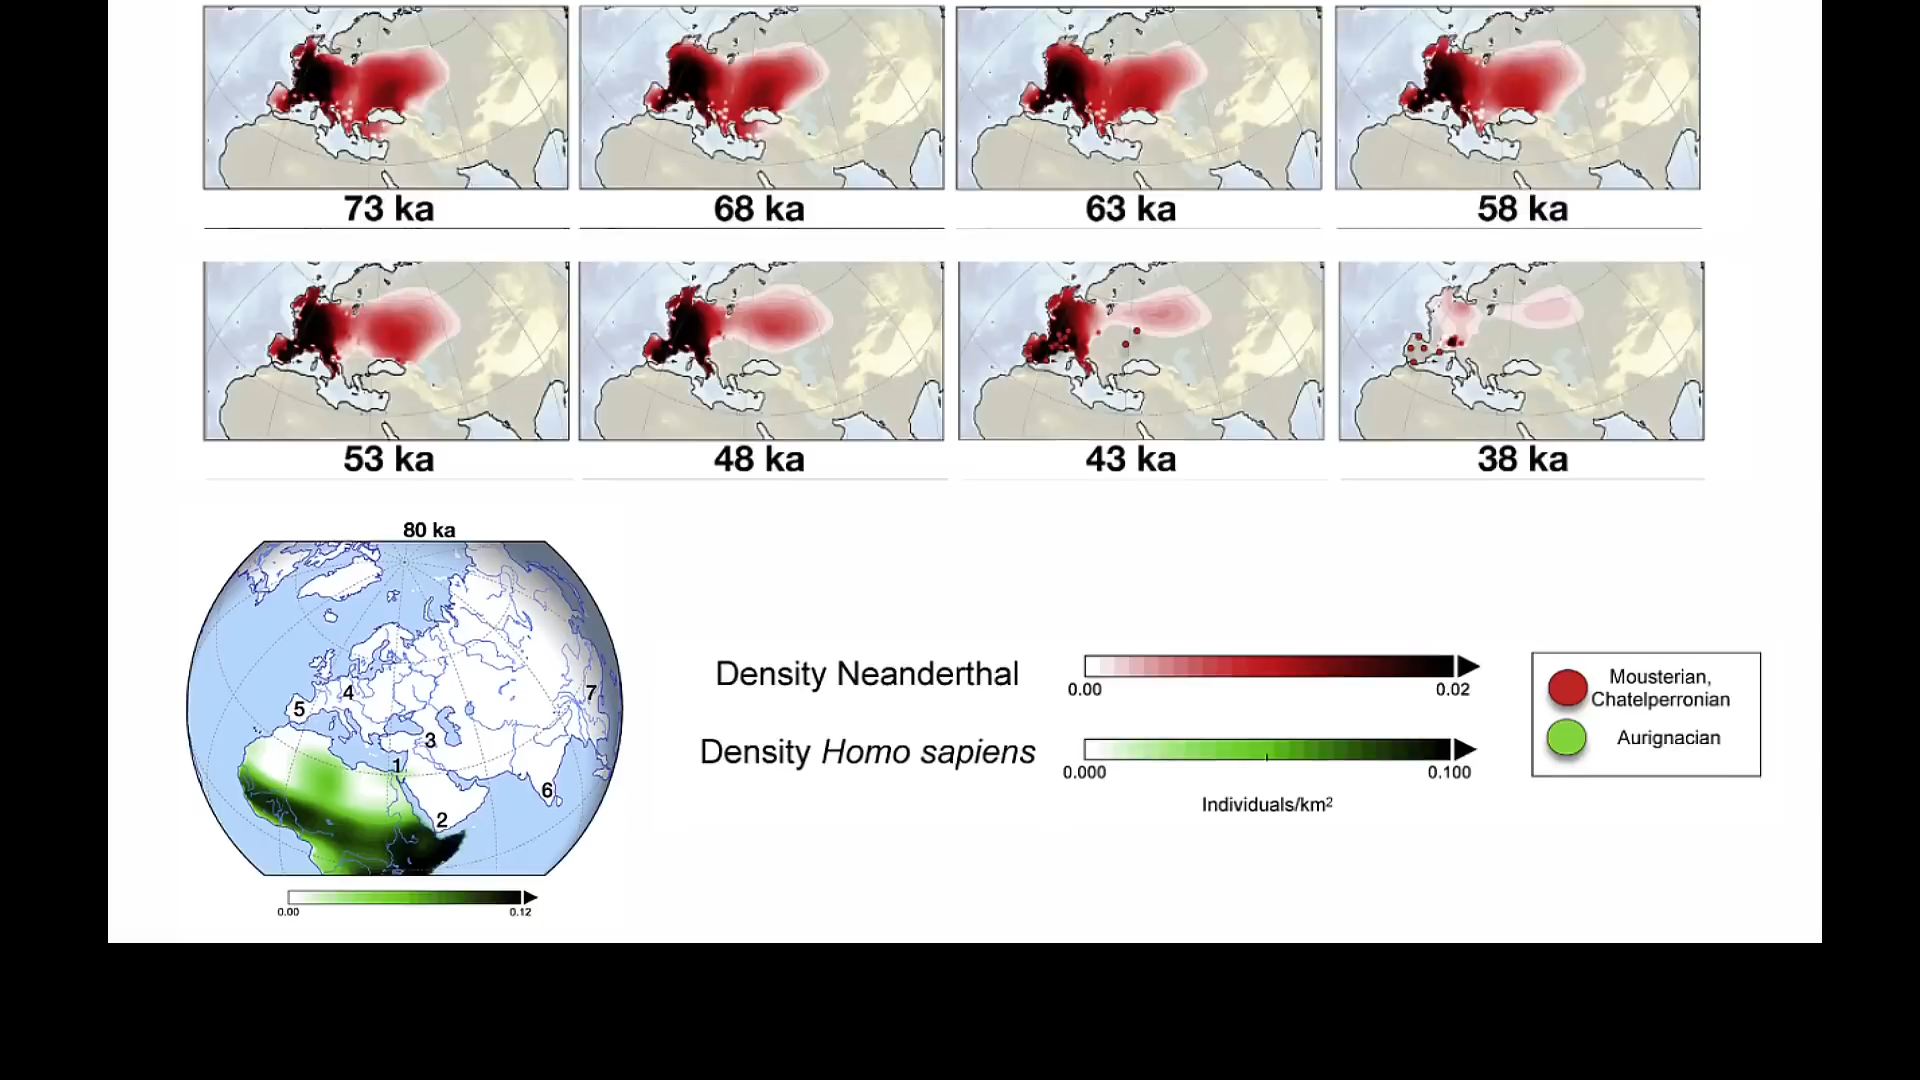 73 ka
68 ka
63 ka
58 ka
53 ka
48 ka
43 ka
38 ka
80 ka
7
4
5
3
1
6
2
0.00
0.12
Density Neanderthal
0.00
0.02
Density Homo sapiens
0.000
0.100
Individuals/km²
Mousterian,
Chatelperronian
Aurignacian